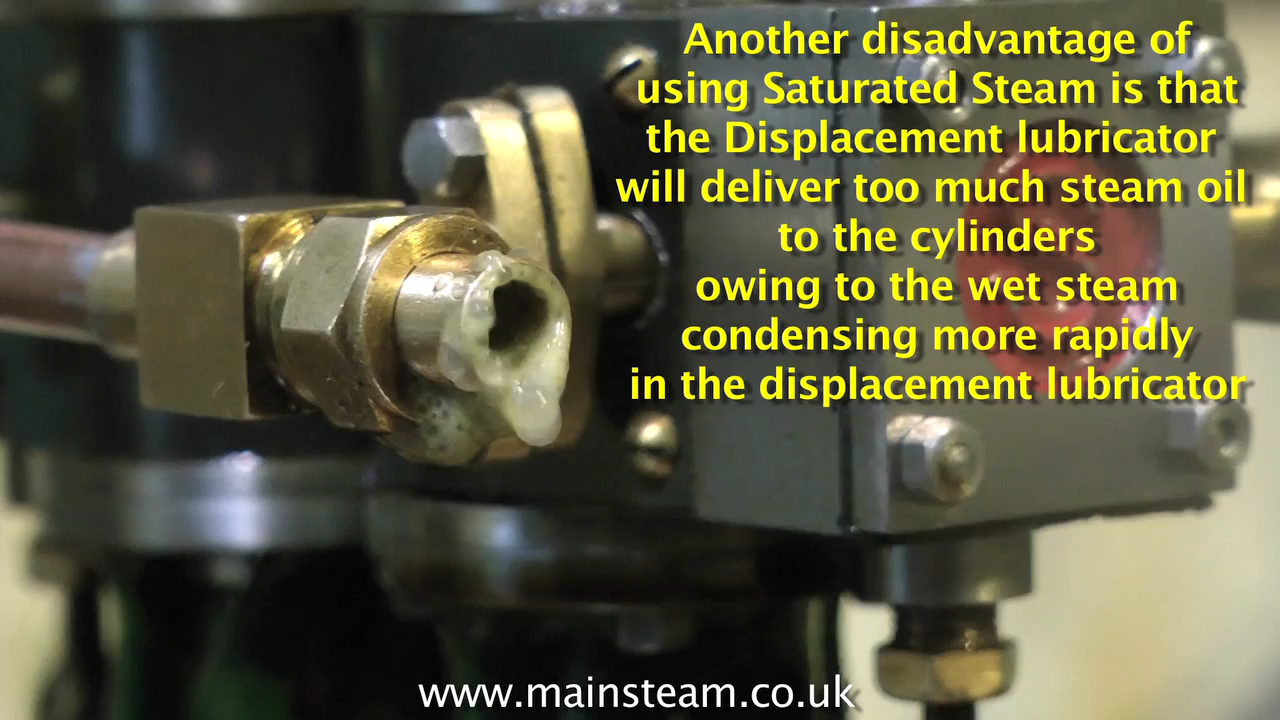 Another disadvantage of
using Saturated Steam is that
the Displacement lubricator
will deliver too much steam oil
to the cylinders
owing to the wet steam
condensing more rapidly
in the displacement lubricator
www.mainsteam.co.uk